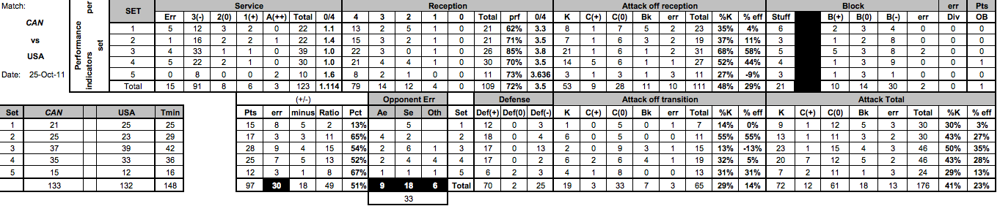 Match: CAN vs USA Date: 25-Oct-11
Performance indicators per set
Service Reception Attack off reception Block err Pts
SET Err 3(-) 2(0) 1(+) A(++) Total 0/4 4 3 2 1 0 Total prf 0/4 K C(+) C(0) Bk err Total %K % eff Stuff B(+) B(0) B(-) err Div OB
1 5 12 3 2 0 22 1.1 13 2 5 1 0 21 62% 3.3 8 1 7 5 2 23 35% 4% 6 2 3 4 0 0 0
2 1 16 2 2 1 22 1.4 15 2 3 1 0 21 71% 3.5 7 1 6 3 2 19 37% 11% 3 1 3 8 0 0 0
3 4 33 1 1 0 39 1.0 22 3 0 1 0 26 85% 3.8 21 1 6 1 2 31 68% 58% 5 5 3 8 2 0 0
4 5 22 2 1 0 30 1.0 21 4 4 1 0 30 70% 3.5 14 5 6 1 1 27 52% 44% 4 1 3 9 0 0 1
5 0 8 0 0 2 10 1.6 8 2 1 0 0 11 73% 3.636 3 1 3 1 3 11 27% -9% 3 1 3 1 0 0 0
Total 15 91 8 6 3 123 1.114 79 14 12 4 0 109 72% 3.5 53 9 28 11 10 111 48% 29% 21 10 14 30 2 0 1
(+/-) Opponent Err Defense Attack off transition Attack Total
Set CAN USA Tmin Pts err minus Ratio Pct Ae Se Oth Set Def(+) Def(0) Def(-) K C(+) C(0) Bk err Total %K % eff K C(+) C(0) Bk err Total %K % eff
1 21 25 25 15 8 5 2 13% 5 1 12 0 3 1 0 5 0 1 7 14% 0% 9 1 12 5 3 30 30% 3%
2 25 23 29 17 3 3 11 65% 4 2 2 18 0 4 6 0 5 0 0 11 55% 55% 13 1 11 3 2 30 43% 27%
3 37 39 42 28 9 4 15 54% 2 6 1 3 17 0 13 2 0 9 3 1 15 13% -13% 23 1 15 4 3 46 50% 35%
4 35 33 36 25 7 5 13 52% 2 4 4 4 17 0 2 6 2 6 4 1 19 32% 5% 20 7 12 5 2 46 43% 28%
5 15 12 16 12 3 1 8 67% 1 1 1 5 6 2 3 4 1 8 0 0 13 31% 31% 7 2 11 1 3 24 29% 13%
133 132 148 97 30 18 49 51% 9 18 6 Total 70 2 25 19 3 33 7 3 65 29% 14% 72 12 61 18 13 176 41% 23%
33